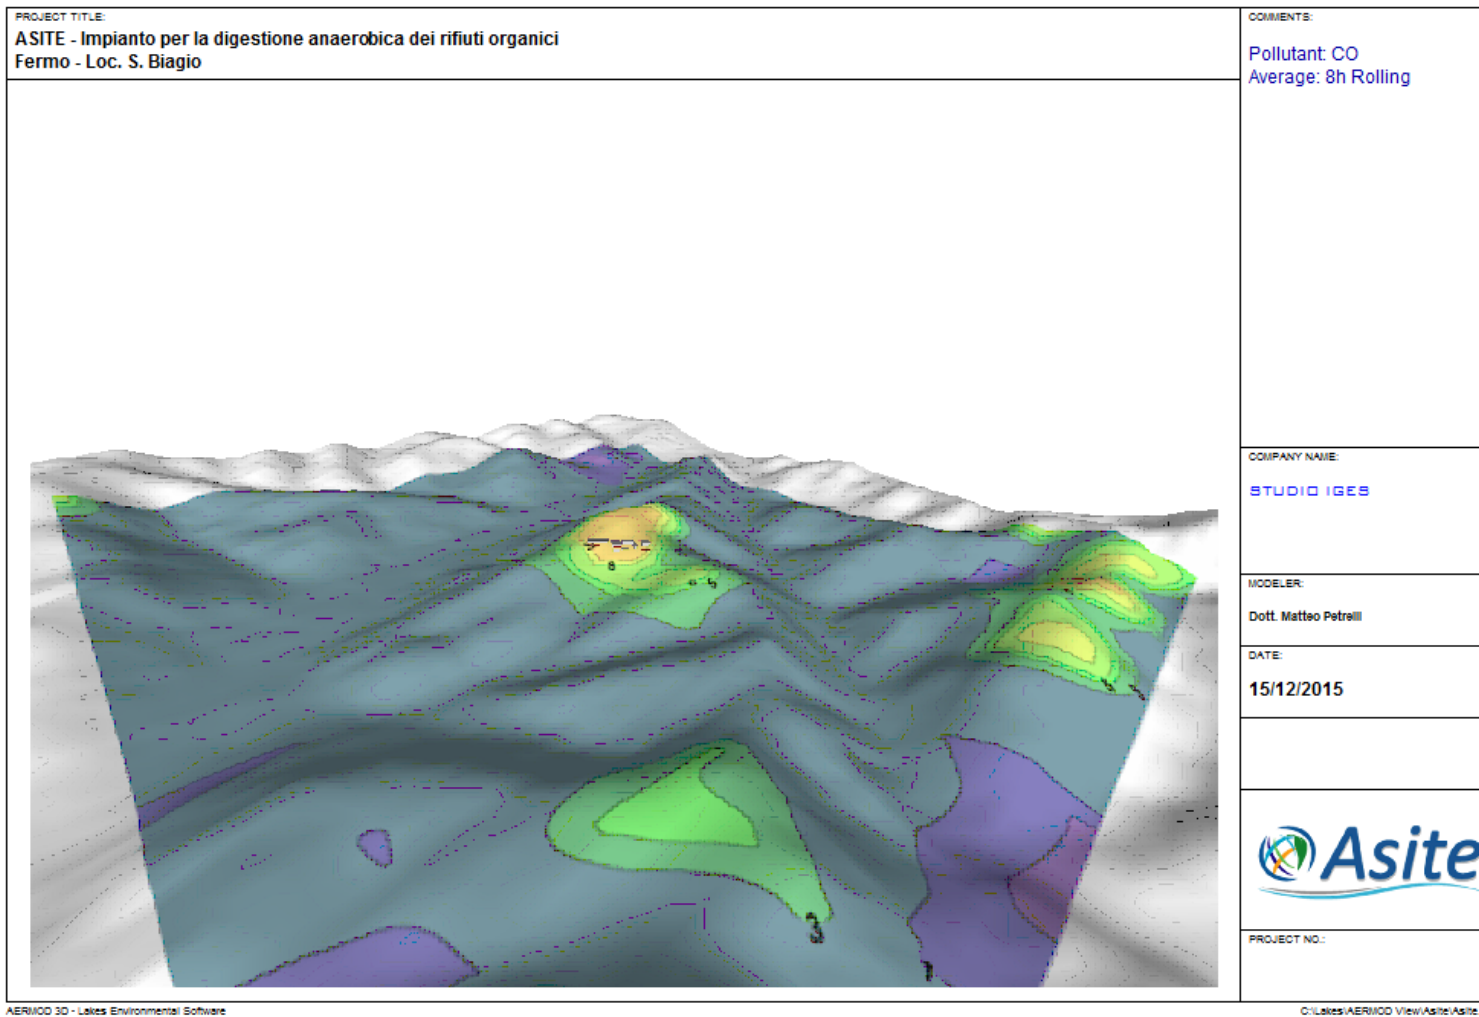 PROJECT TITLE:
ASITE - Impianto per la digestione anaerobica dei rifiuti organici
Fermo - Loc. S. Biagio
COMMENTS:
Pollutant: CO
Average: 8h Rolling
COMPANY NAME:
STUDIO IGES
MODELER:
Dott. Matteo Petrelli
DATE:
15/12/2015
Asite
PROJECT NO.:
AERMOD 3D - Lakes Environmental Software
C:\Lakes\AERMOD View\Asite\Asite